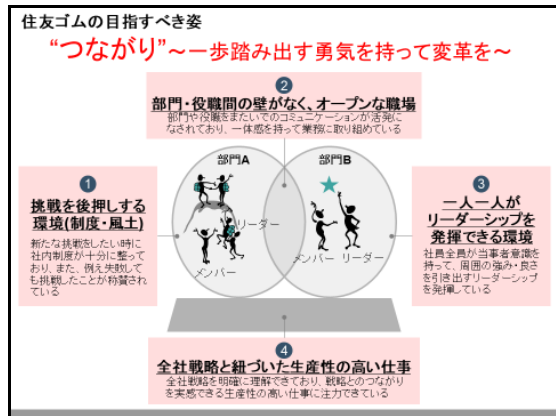 住友ゴムの目指すべき姿
“つながり”～一歩踏み出す勇気を持って変革を～
2
部門・役職間の壁がなく、オープンな職場
部門や役職をまたいでのコミュニケーションが活発に
なされており、一体感を持って業務に取り組めている
1
挑戦を後押しする
環境(制度・風土)
新たな挑戦をしたい時に
社内制度が十分に整って
おり、また、例え失敗して
も挑戦したことが称賛され
ている
部門A
リーダー
メンバー
部門B
メンバー リーダー
3
一人一人が
リーダーシップを
発揮できる環境
社員全員が当事者意識を
持って、周囲の強み・良さ
を引き出すリーダーシップ
を発揮している
4
全社戦略と紐づいた生産性の高い仕事
全社戦略を明確に理解できており、戦略とのつながり
を実感できる生産性の高い仕事に注力できている